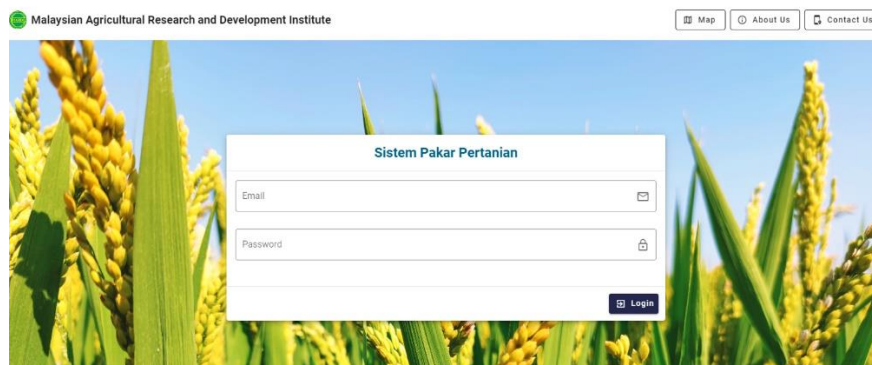 Malaysian Agricultural Research and Development Institute
Map
About Us
Contact Us
Sistem Pakar Pertanian
Email
Password
Login